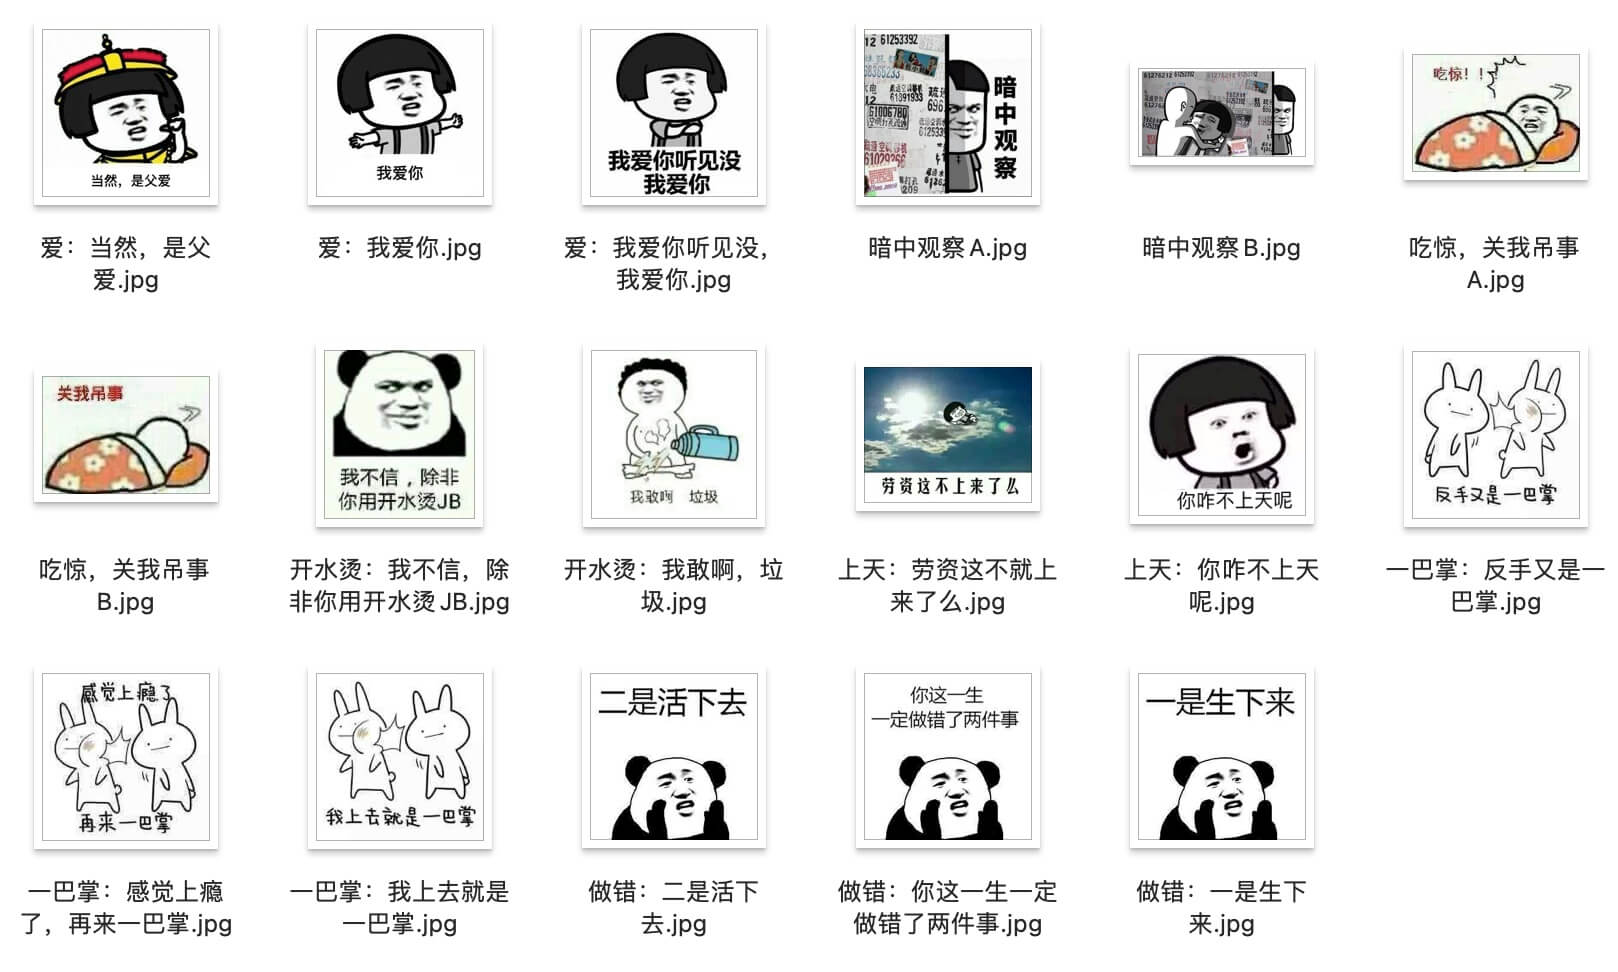 当然，是父爱
我爱你
我爱你听见没
我爱你
12 61253392
暗中观察
吃惊！！
爱：当然，是父
爱.jpg
爱：我爱你.jpg
爱：我爱你听见没，
我爱你.jpg
暗中观察A.jpg
暗中观察B.jpg
吃惊，关我吊事
A.jpg
关我吊事
我不信，除非
你用开水烫JB
我敢啊 垃圾
劳资这不上来了么
你咋不上天呢
反手又是一巴掌
吃惊，关我吊事
B.jpg
开水烫：我不信，除
非你用开水烫JB.jpg
开水烫：我敢啊，垃
圾.jpg
上天：劳资这不就上
来了么.jpg
上天：你咋不上天
呢.jpg
一巴掌：反手又是一
巴掌.jpg
感觉上瘾了
再来一巴掌
我上去就是一巴掌
二是活下去
你这一生
一定做错了两件事
一是生下来
一巴掌：感觉上瘾
了，再来一巴掌.jpg
一巴掌：我上去就是
一巴掌.jpg
做错：二是活下
去.jpg
做错：你这一生一定
做错了两件事.jpg
做错：一是生下
来.jpg